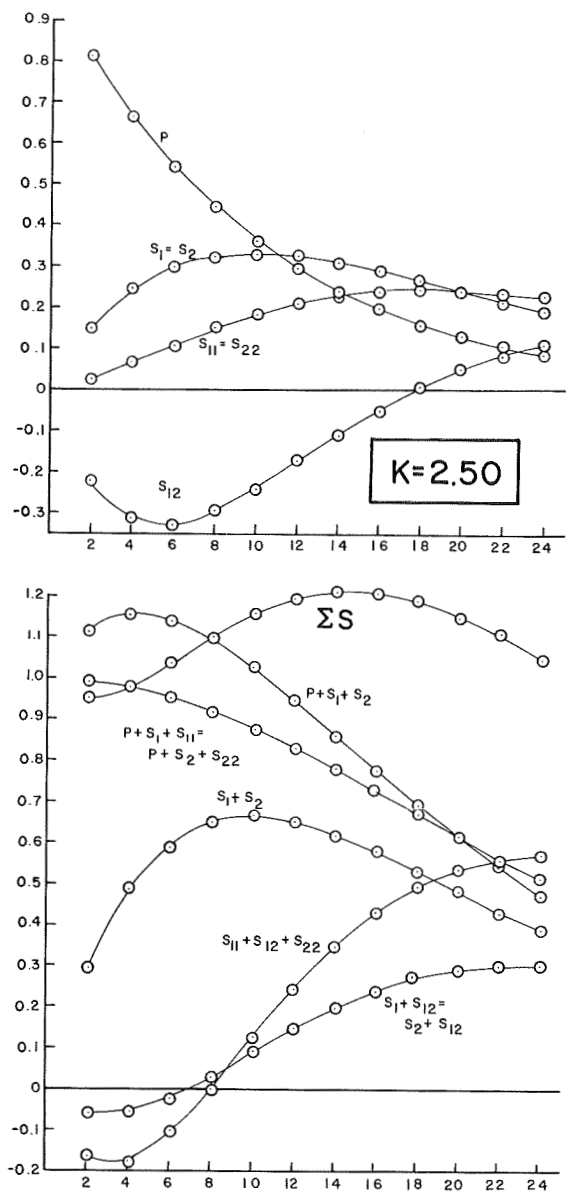 0.9
0.8
0.7
0.6
0.5
0.4
0.3
0.2
0.1
0
-0.1
-0.2
-0.3
P
S₁=S₂
S₁₁=S₂₂
S₁₂
K=2.50
2 4 6 8 10 12 14 16 18 20 22 24
1.2
1.1
1.0
0.9
0.8
0.7
0.6
0.5
0.4
0.3
0.2
0.1
0
-0.1
-0.2
ΣS
P+S₁+S₂
P+S₁+S₁₁=
P+S₂+S₂₂
S₁+S₂
S₁₁+S₁₂+S₂₂
S₁+S₁₂=
S₂+S₁₂
2 4 6 8 10 12 14 16 18 20 22 24